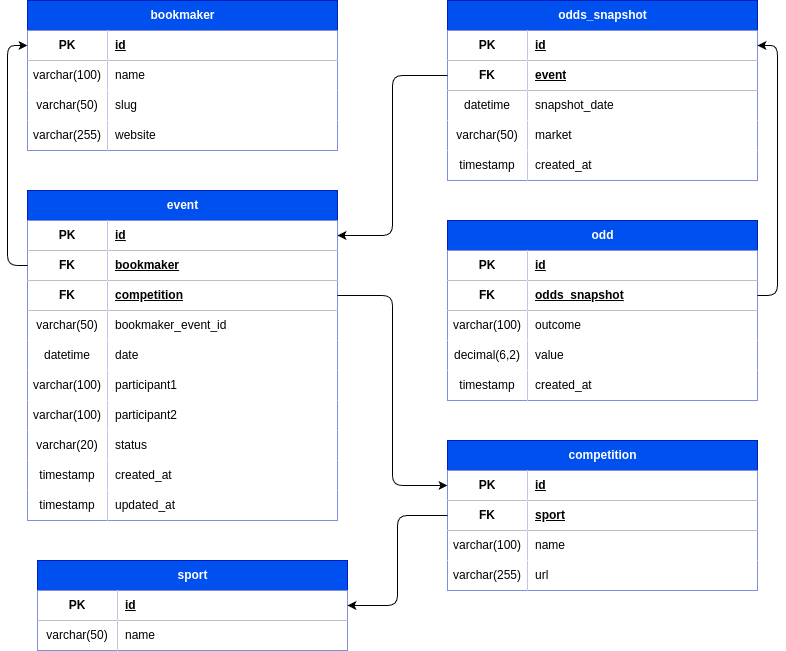 bookmaker
PK id
varchar(100) name
varchar(50) slug
varchar(255) website
event
PK id
FK bookmaker
FK competition
varchar(50) bookmaker_event_id
datetime date
varchar(100) participant1
varchar(100) participant2
varchar(20) status
timestamp created_at
timestamp updated_at
sport
PK id
varchar(50) name
odds_snapshot
PK id
FK event
datetime snapshot_date
varchar(50) market
timestamp created_at
odd
PK id
FK odds_snapshot
varchar(100) outcome
decimal(6,2) value
timestamp created_at
competition
PK id
FK sport
varchar(100) name
varchar(255) url